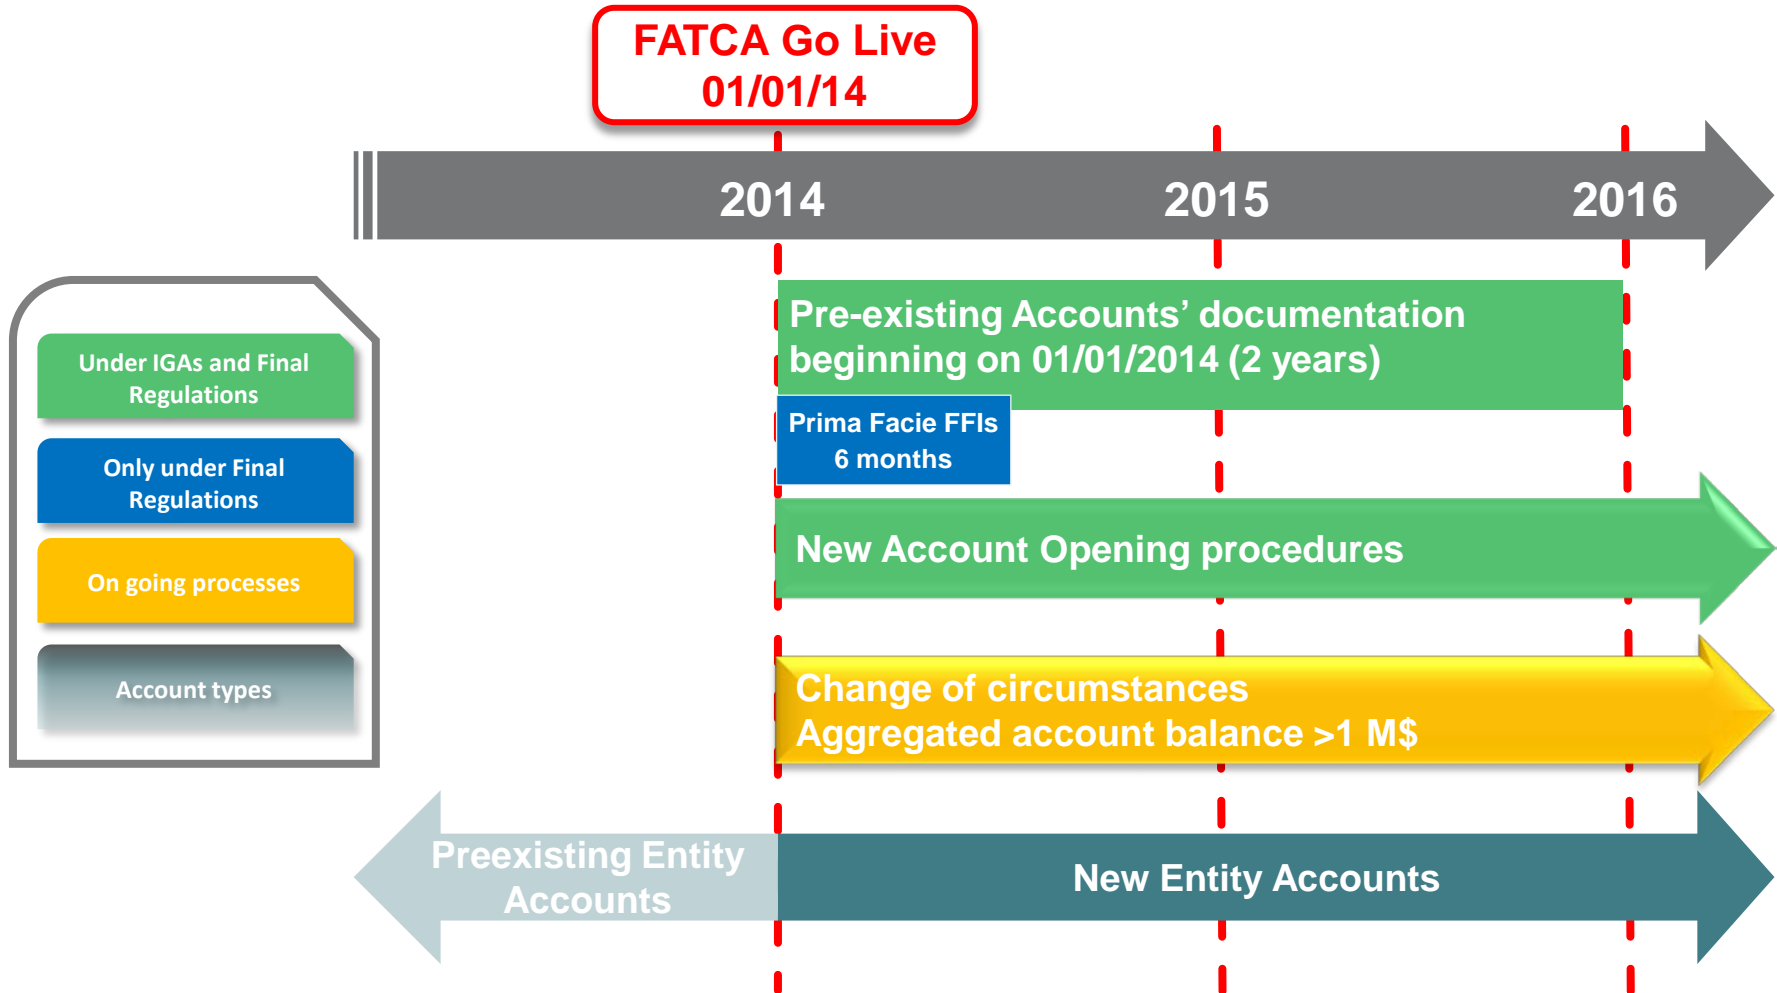 FATCA Go Live
01/01/14
2014
2015
2016
Under IGAs and Final
Regulations
Only under Final
Regulations
On going processes
Account types
Pre-existing Accounts’ documentation
beginning on 01/01/2014 (2 years)
Prima Facie FFIs
6 months
New Account Opening procedures
Change of circumstances
Aggregated account balance >1 M$
Preexisting Entity
Accounts
New Entity Accounts